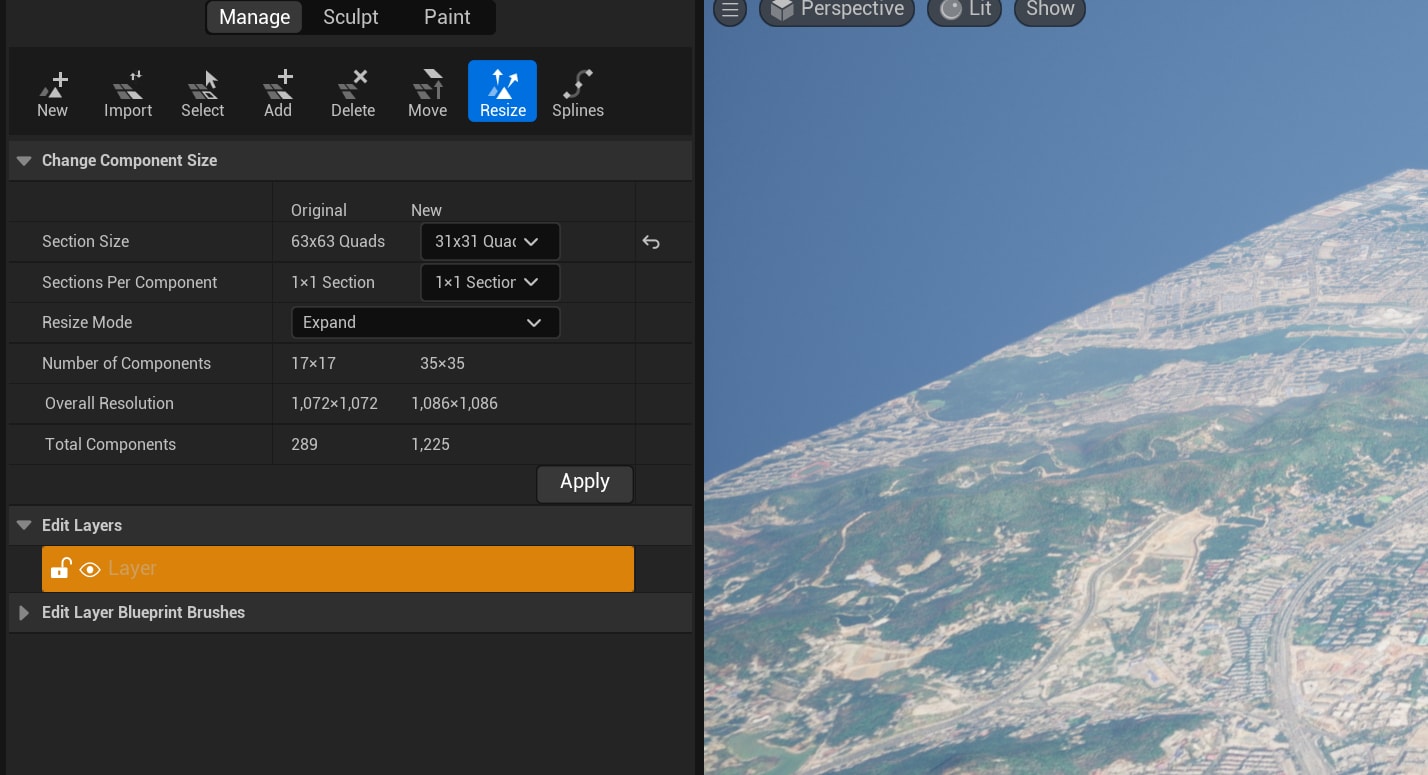 Manage Sculpt Paint
Perspective Lit Show
New Import Select Add Delete Move Resize Splines
Change Component Size
Original New
Section Size 63x63 Quads 31x31 Quac
Sections Per Component 1×1 Section 1×1 Section
Resize Mode Expand
Number of Components 17×17 35×35
Overall Resolution 1,072×1,072 1,086×1,086
Total Components 289 1,225
Apply
Edit Layers
Layer
Edit Layer Blueprint Brushes